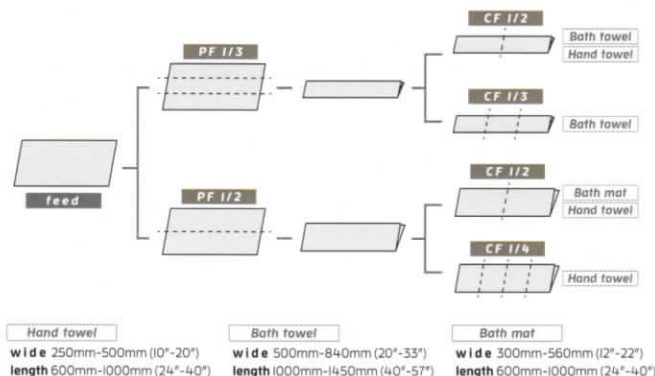 CF 1/2
Bath towel
Hand towel
PF 1/3
CF 1/3
Bath towel
feed
CF 1/2
Bath mat
Hand towel
PF 1/2
CF 1/4
Hand towel
Hand towel
wide 250mm-500mm (10"-20")
length 600mm-1000mm (24"-40")
Bath towel
wide 500mm-840mm (20"-33")
length 1000mm-1450mm (40"-57")
Bath mat
wide 300mm-560mm (12"-22")
length 600mm-1000mm (24"-40")